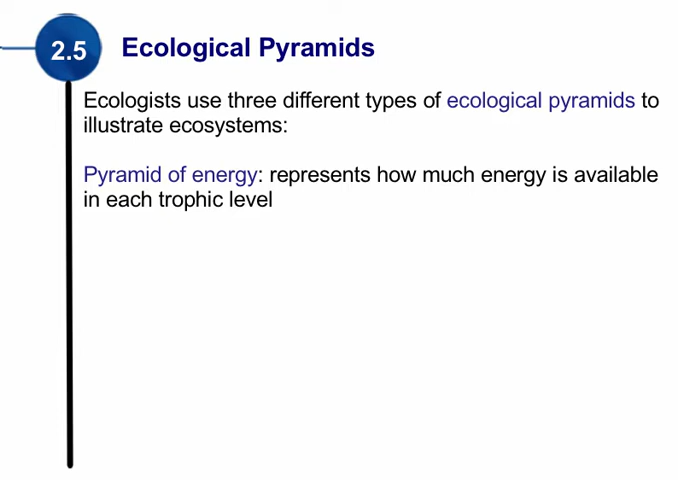 2.5 Ecological Pyramids
Ecologists use three different types of ecological pyramids to
illustrate ecosystems:
Pyramid of energy: represents how much energy is available
in each trophic level